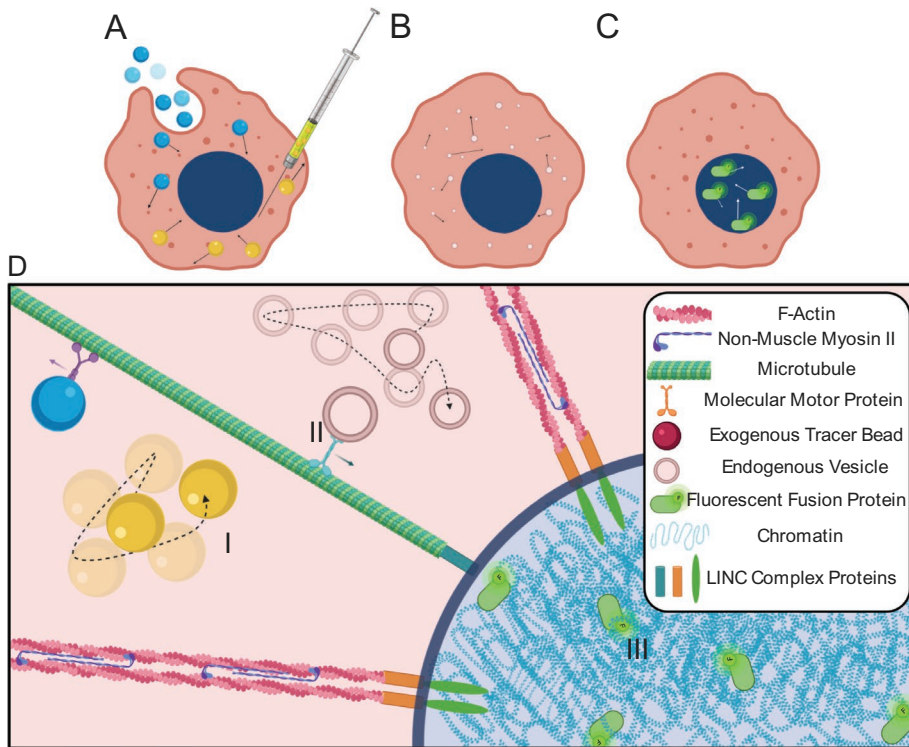 A
B
C
D
F-Actin
Non-Muscle Myosin II
Microtubule
Molecular Motor Protein
Exogenous Tracer Bead
Endogenous Vesicle
F
Fluorescent Fusion Protein
Chromatin
LINC Complex Proteins
II
I
F
F
III
F
F
F